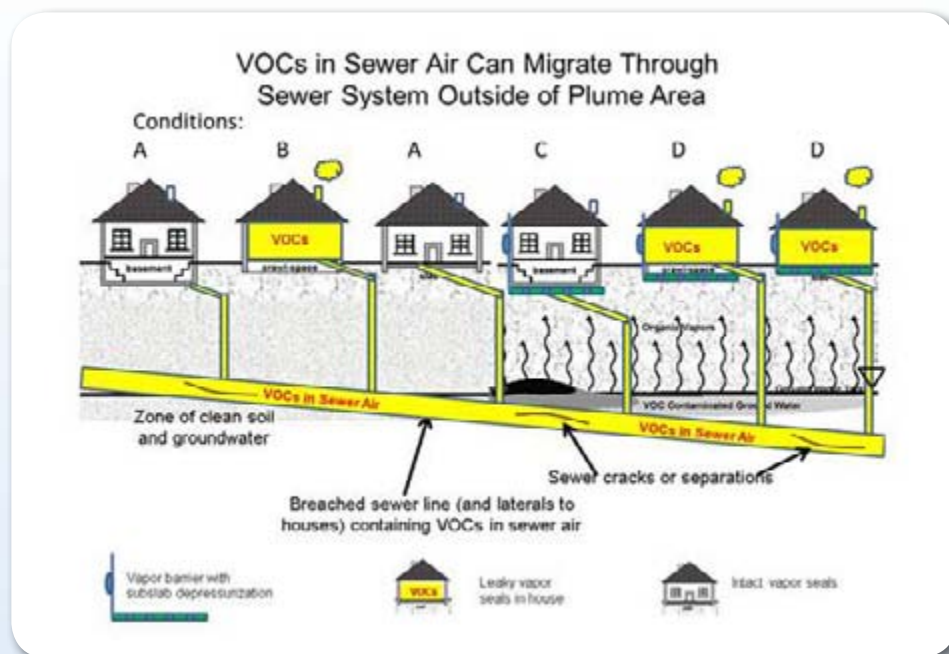 VOCs in Sewer Air Can Migrate Through
Sewer System Outside of Plume Area
Conditions:
A B A C D D
VOCs
VOCs
VOCs
basement
crawl space
slab
basement
crawl space
Organic Vapors
VOC Contaminated Ground Water
VOCs in Sewer Air
VOCs in Sewer Air
Zone of clean soil
and groundwater
Sewer cracks or separations
Breached sewer line (and laterals to
houses) containing VOCs in sewer air
Vapor barrier with
subslab depressurization
VOCs
Leaky vapor
seals in house
Intact vapor seals